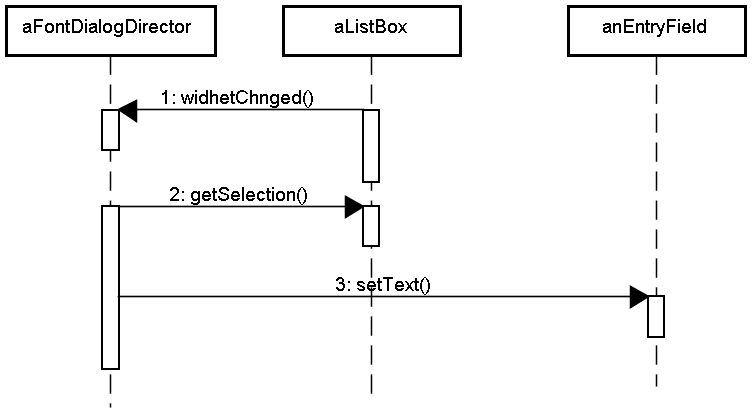 aFontDialogDirector
aListBox
anEntryField
1: widhetChnged()
2: getSelection()
3: setText()